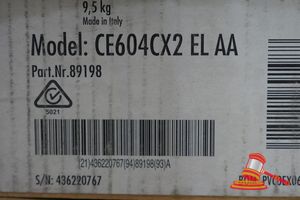 9,5 kg
Made in Italy
Model: CE604CX2 EL AA
Part.Nr.89198
5021
(21)436220767(94)89198(93)A
S/N: 436220767